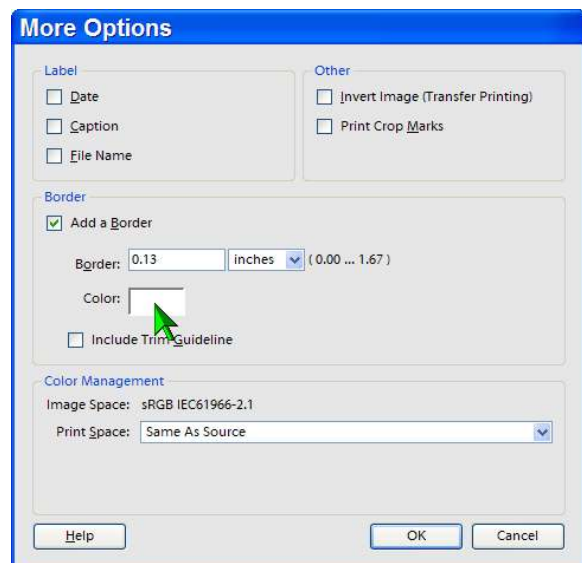 More Options
Label
Date
Caption
File Name
Other
Invert Image (Transfer Printing)
Print Crop Marks
Border
Add a Border
Border: 0.13 inches ( 0.00 ... 1.67 )
Color:
Include Trim Guideline
Color Management
Image Space: sRGB IEC61966-2.1
Print Space: Same As Source
Help OK Cancel